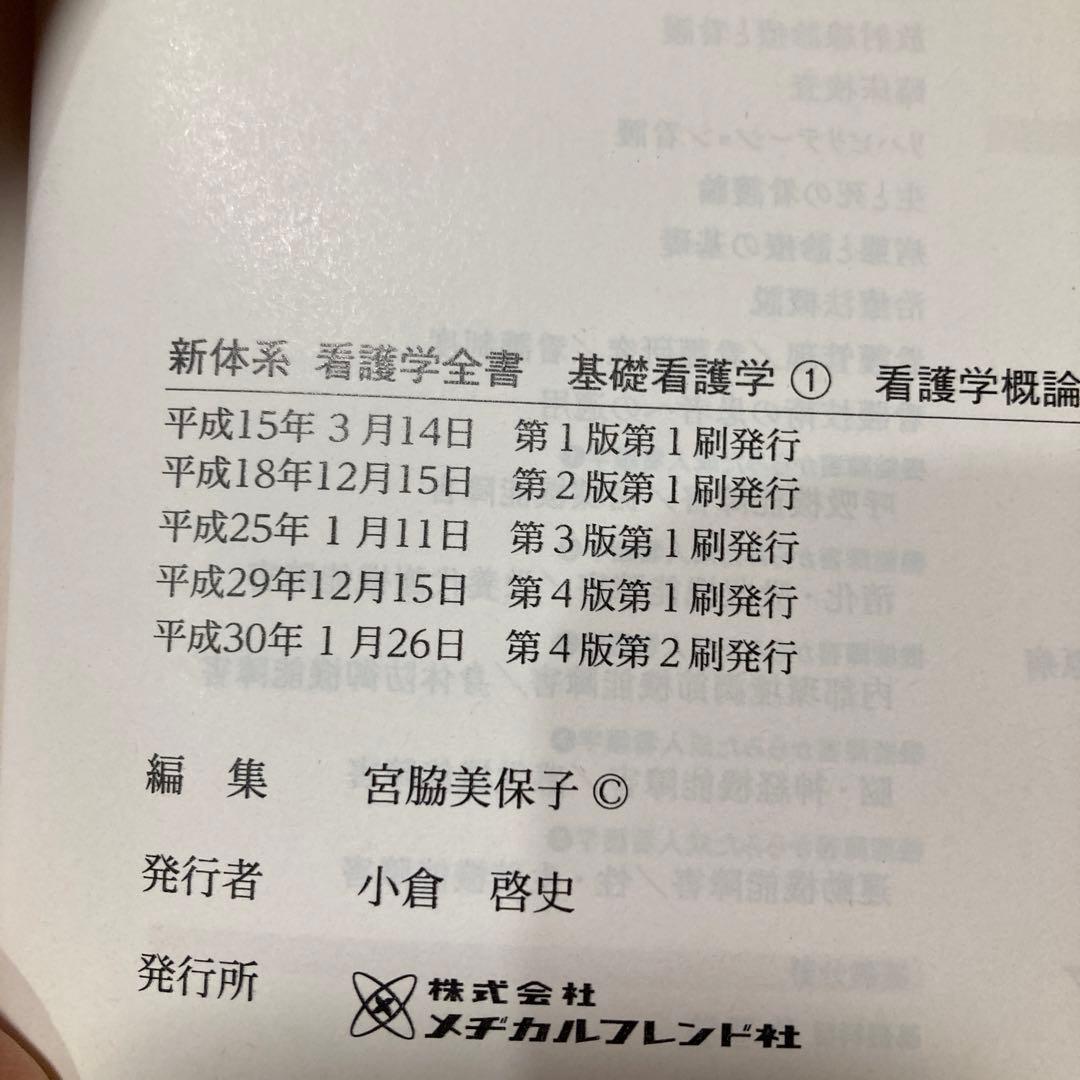 新体系 看護学全書 基礎看護学① 看護学概論
平成15年3月14日 第1版第1刷発行
平成18年12月15日 第2版第1刷発行
平成25年1月11日 第3版第1刷発行
平成29年12月15日 第4版第1刷発行
平成30年1月26日 第4版第2刷発行
編 集 宮脇美保子©
発行者 小倉 啓史
発行所 株式会社
メヂカルフレンド社